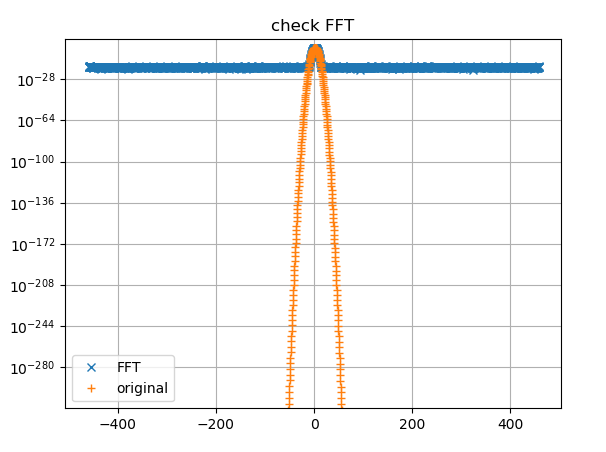 check FFT
10⁻²⁸
10⁻⁶⁴
10⁻¹⁰⁰
10⁻¹³⁶
10⁻¹⁷²
10⁻²⁰⁸
10⁻²⁴⁴
10⁻²⁸⁰
FFT
original
−400 −200 0 200 400